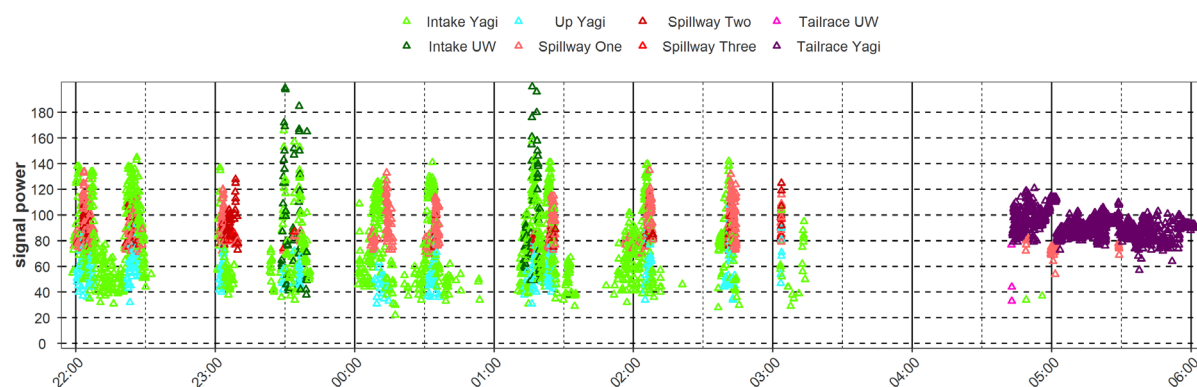 Intake Yagi Up Yagi Spillway Two Tailrace UW
Intake UW Spillway One Spillway Three Tailrace Yagi
signal power
180
160
140
120
100
80
60
40
20
0
22:00 23:00 00:00 01:00 02:00 03:00 04:00 05:00 06:00